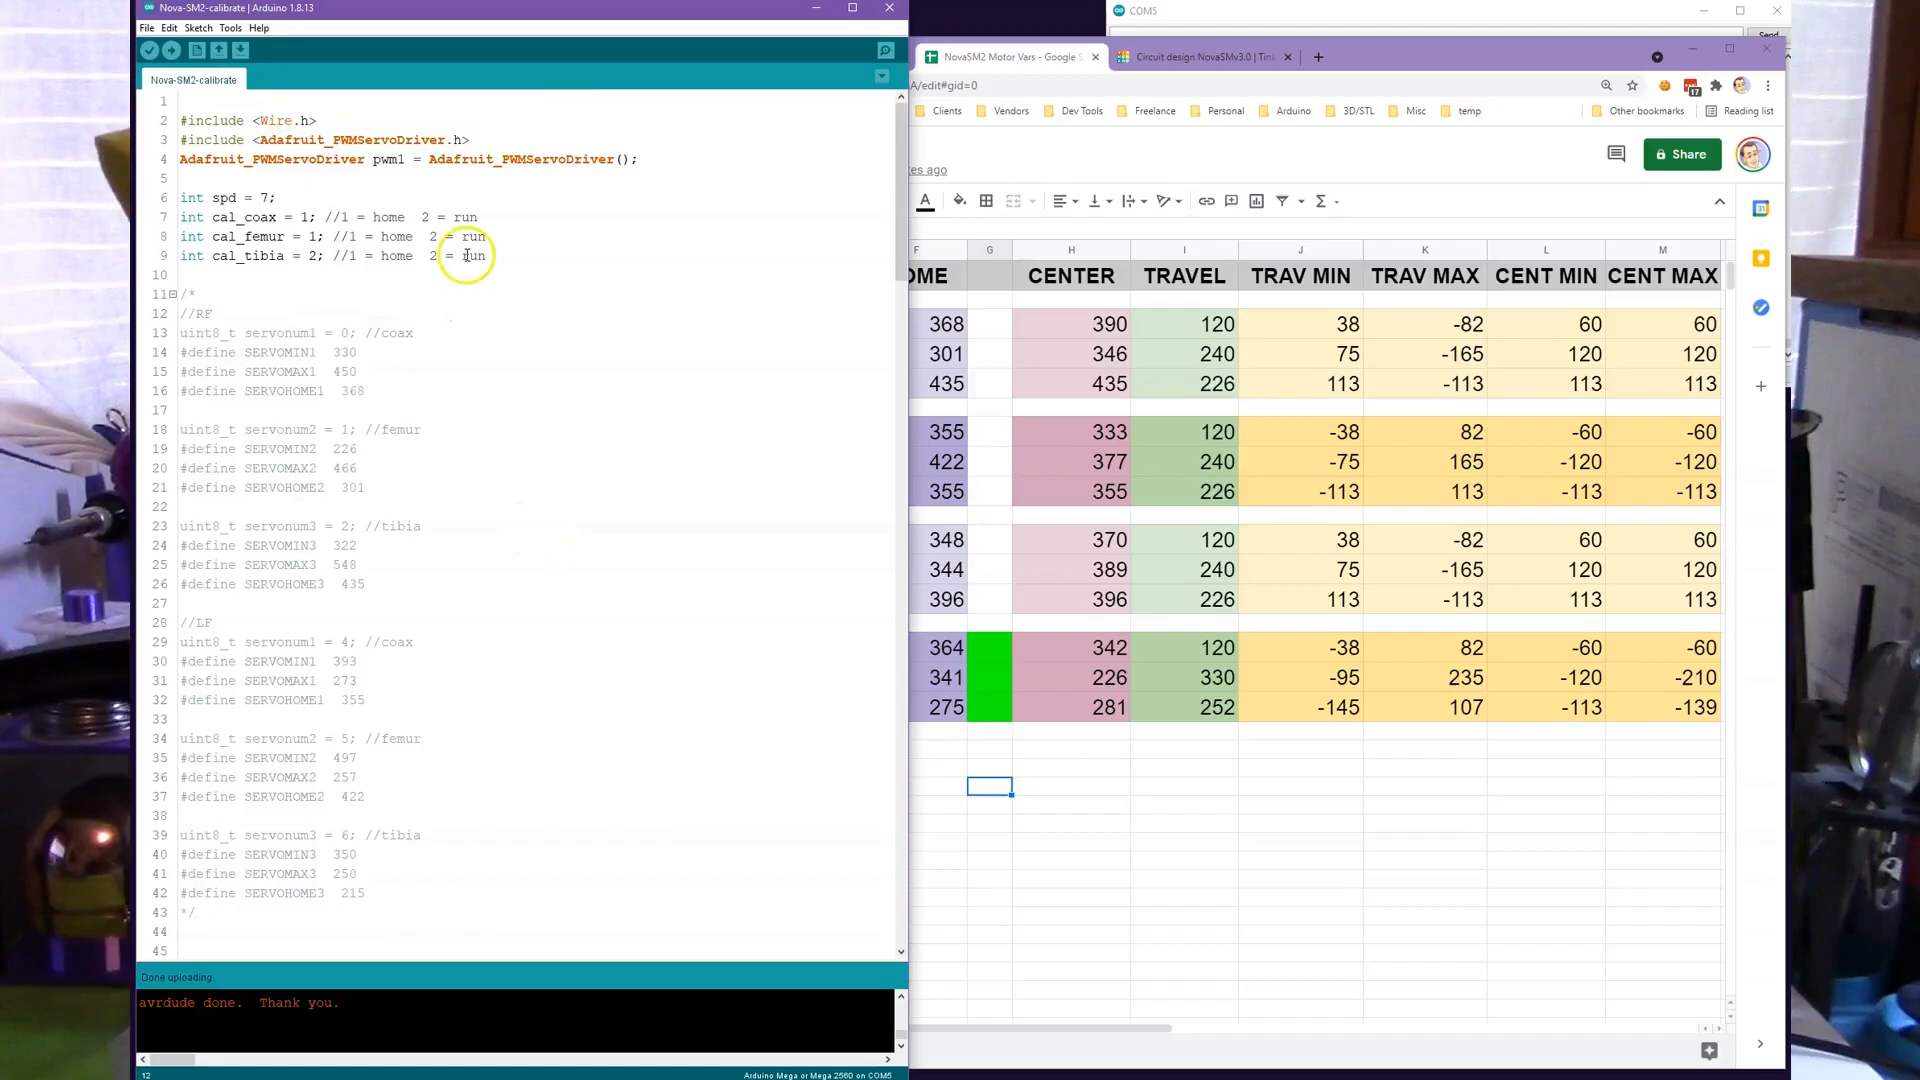 Nova-SM2-calibrate | Arduino 1.8.13
File Edit Sketch Tools Help
Nova-SM2-calibrate
1
2 #include <Wire.h>
3 #include <Adafruit_PWMServoDriver.h>
4 Adafruit_PWMServoDriver pwm1 = Adafruit_PWMServoDriver();
5
6 int spd = 7;
7 int cal_coax = 1; //1 = home 2 = run
8 int cal_femur = 1; //1 = home 2 = run
9 int cal_tibia = 2; //1 = home 2 = run
10
11 /*
12 //RF
13 uint8_t servonum1 = 0; //coax
14 #define SERVOMIN1 330
15 #define SERVOMAX1 450
16 #define SERVOHOME1 368
17
18 uint8_t servonum2 = 1; //femur
19 #define SERVOMIN2 226
20 #define SERVOMAX2 466
21 #define SERVOHOME2 301
22
23 uint8_t servonum3 = 2; //tibia
24 #define SERVOMIN3 322
25 #define SERVOMAX3 548
26 #define SERVOHOME3 435
27
28 //LF
29 uint8_t servonum1 = 4; //coax
30 #define SERVOMIN1 393
31 #define SERVOMAX1 273
32 #define SERVOHOME1 355
33
34 uint8_t servonum2 = 5; //femur
35 #define SERVOMIN2 497
36 #define SERVOMAX2 257
37 #define SERVOHOME2 422
38
39 uint8_t servonum3 = 6; //tibia
40 #define SERVOMIN3 350
41 #define SERVOMAX3 250
42 #define SERVOHOME3 215
43 */
44
45
Done uploading.
avrdude done. Thank you.
12
Arduino Mega or Mega 2560 on COM5
COM5
Send
NovaSM2 Motor Vars - Google S
Circuit design NovaSMv3.0 | Tink
A/edit#gid=0
17
Clients Vendors Dev Tools Freelance Personal Arduino 3D/STL Misc temp Other bookmarks Reading list
Share
es ago
F G H I J K L M
OME CENTER TRAVEL TRAV MIN TRAV MAX CENT MIN CENT MAX
368 390 120 38 -82 60 60
301 346 240 75 -165 120 120
435 435 226 113 -113 113 113
355 333 120 -38 82 -60 -60
422 377 240 -75 165 -120 -120
355 355 226 -113 113 -113 -113
348 370 120 38 -82 60 60
344 389 240 75 -165 120 120
396 396 226 113 -113 113 113
364 342 120 -38 82 -60 -60
341 226 330 -95 235 -120 -210
275 281 252 -145 107 -113 -139